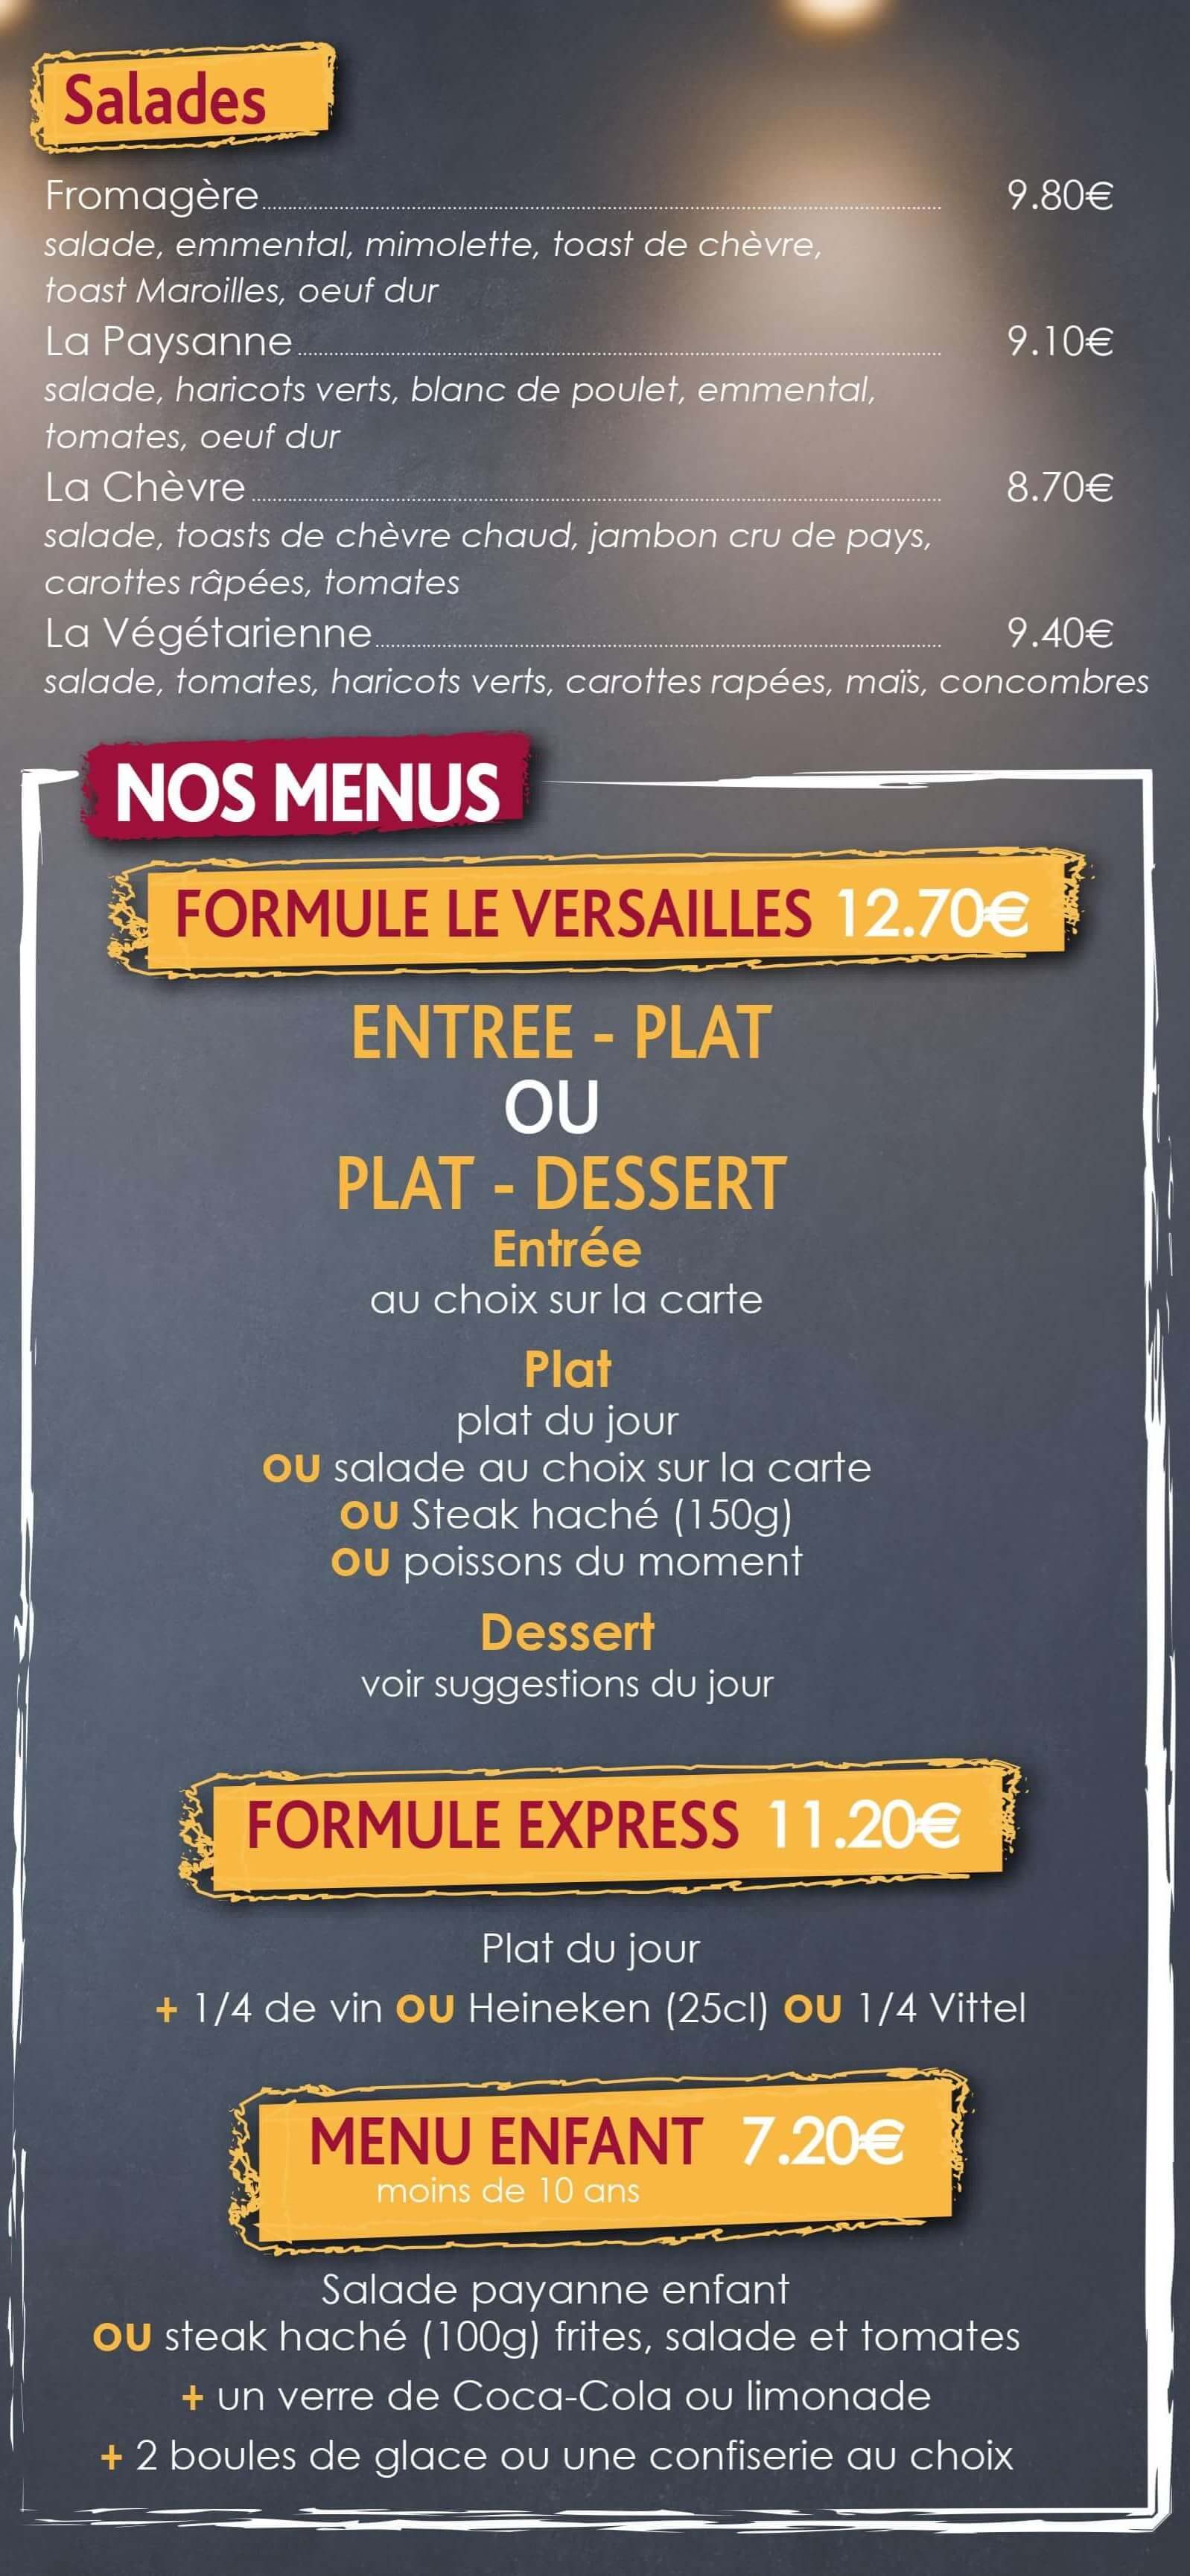 Salades
Fromagère 9.80€
salade, emmental, mimolette, toast de chèvre,
toast Maroilles, oeuf dur
La Paysanne 9.10€
salade, haricots verts, blanc de poulet, emmental,
tomates, oeuf dur
La Chèvre 8.70€
salade, toasts de chèvre chaud, jambon cru de pays,
carottes râpées, tomates
La Végétarienne 9.40€
salade, tomates, haricots verts, carottes rapées, maïs, concombres
NOS MENUS
FORMULE LE VERSAILLES 12.70€
ENTREE - PLAT
OU
PLAT - DESSERT
Entrée
au choix sur la carte
Plat
plat du jour
OU salade au choix sur la carte
OU Steak haché (150g)
OU poissons du moment
Dessert
voir suggestions du jour
FORMULE EXPRESS 11.20€
Plat du jour
+ 1/4 de vin OU Heineken (25cl) OU 1/4 Vittel
MENU ENFANT 7.20€
moins de 10 ans
Salade payanne enfant
OU steak haché (100g) frites, salade et tomates
+ un verre de Coca-Cola ou limonade
+ 2 boules de glace ou une confiserie au choix